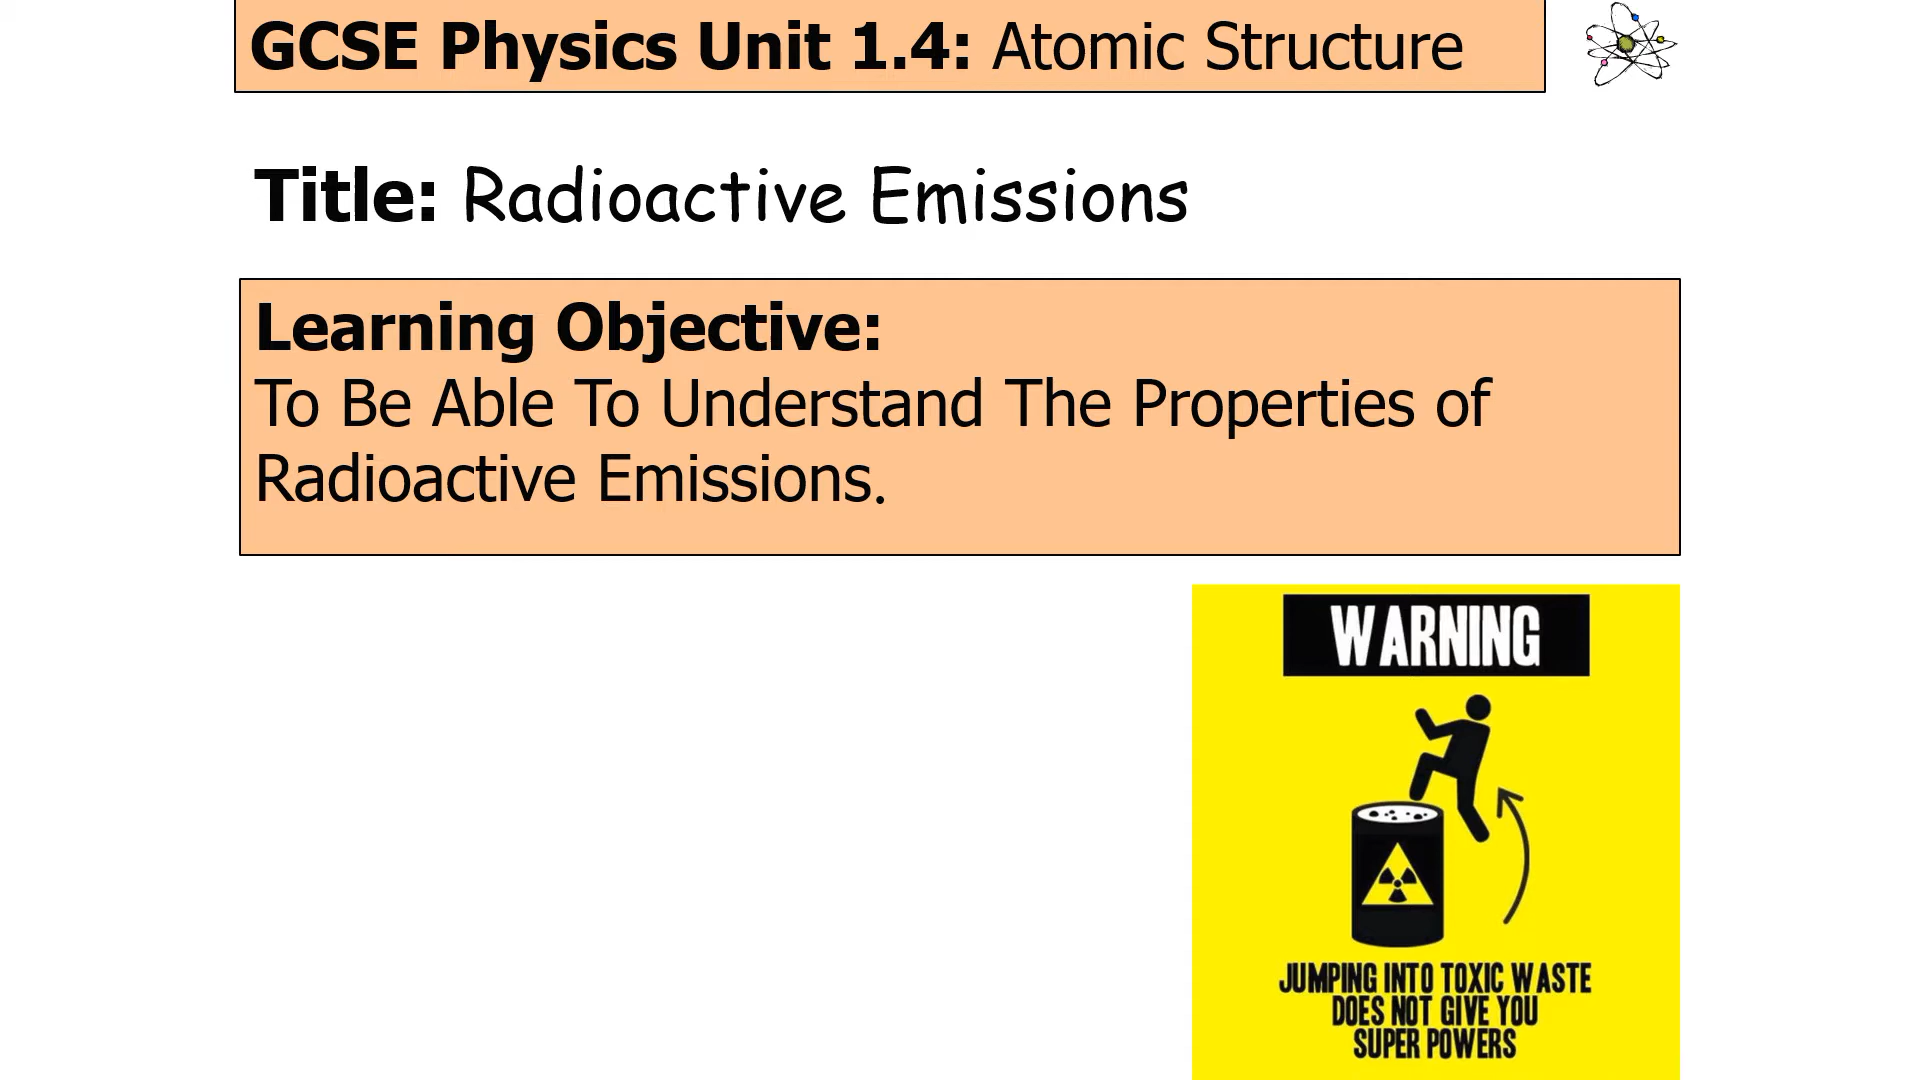 GCSE Physics Unit 1.4: Atomic Structure
Title: Radioactive Emissions
Learning Objective:
To Be Able To Understand The Properties of
Radioactive Emissions.
WARNING
JUMPING INTO TOXIC WASTE
DOES NOT GIVE YOU
SUPER POWERS